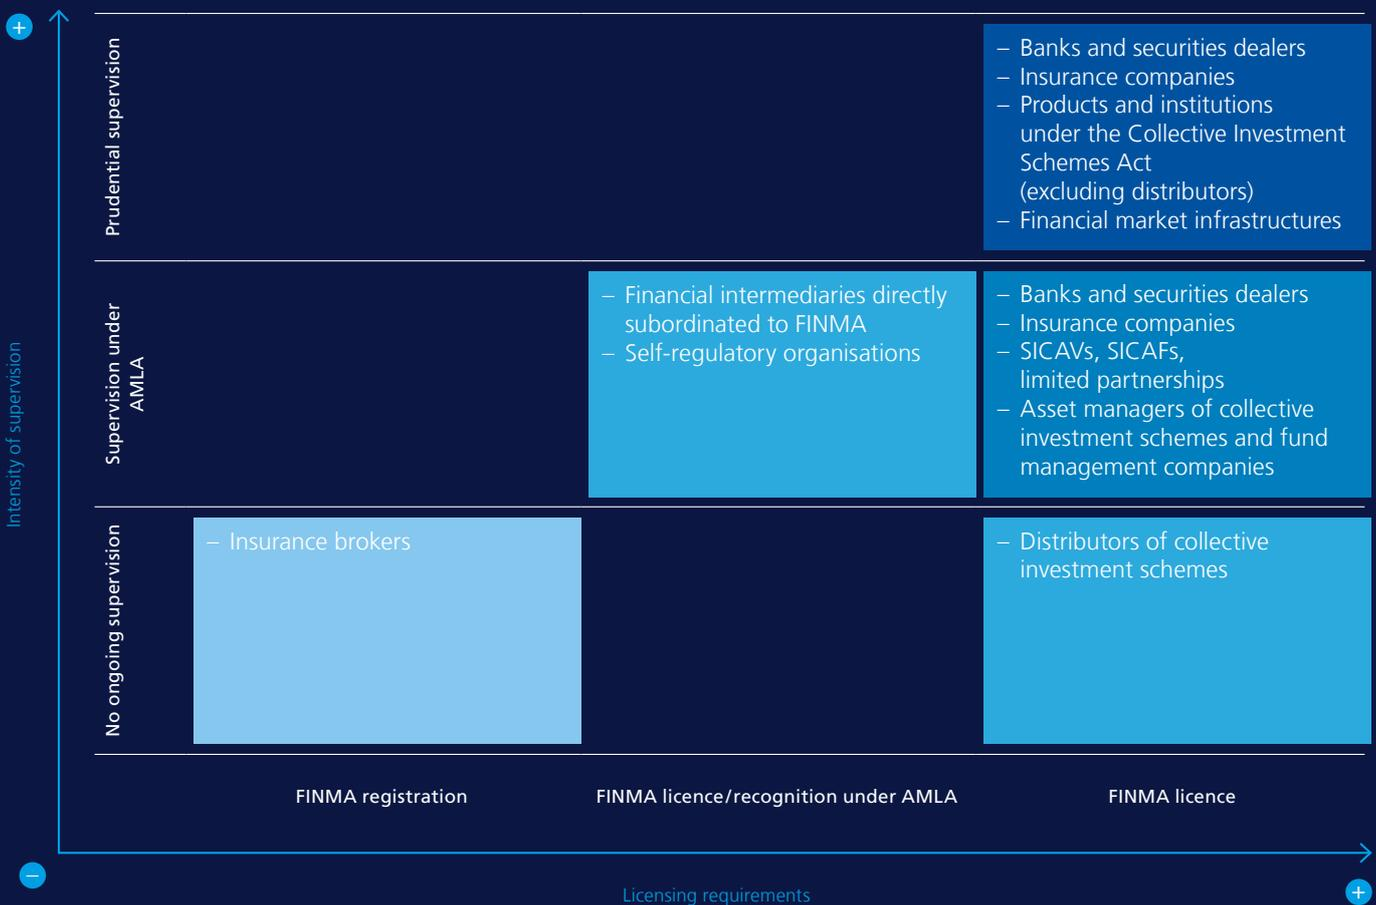 +
Intensity of supervision
Prudential supervision
– Banks and securities dealers
– Insurance companies
– Products and institutions
under the Collective Investment
Schemes Act
(excluding distributors)
– Financial market infrastructures
Supervision under
AMLA
– Financial intermediaries directly
subordinated to FINMA
– Self-regulatory organisations
– Banks and securities dealers
– Insurance companies
– SICAVs, SICAFs,
limited partnerships
– Asset managers of collective
investment schemes and fund
management companies
No ongoing supervision
– Insurance brokers
– Distributors of collective
investment schemes
FINMA registration
FINMA licence/recognition under AMLA
FINMA licence
–
Licensing requirements
+